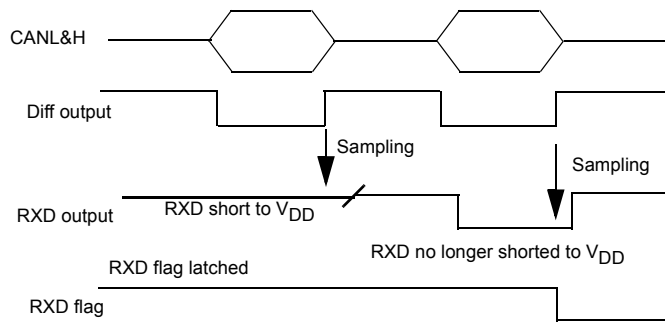 CANL&H
Diff output
Sampling
Sampling
RXD output
RXD short to VDD
RXD no longer shorted to VDD
RXD flag latched
RXD flag